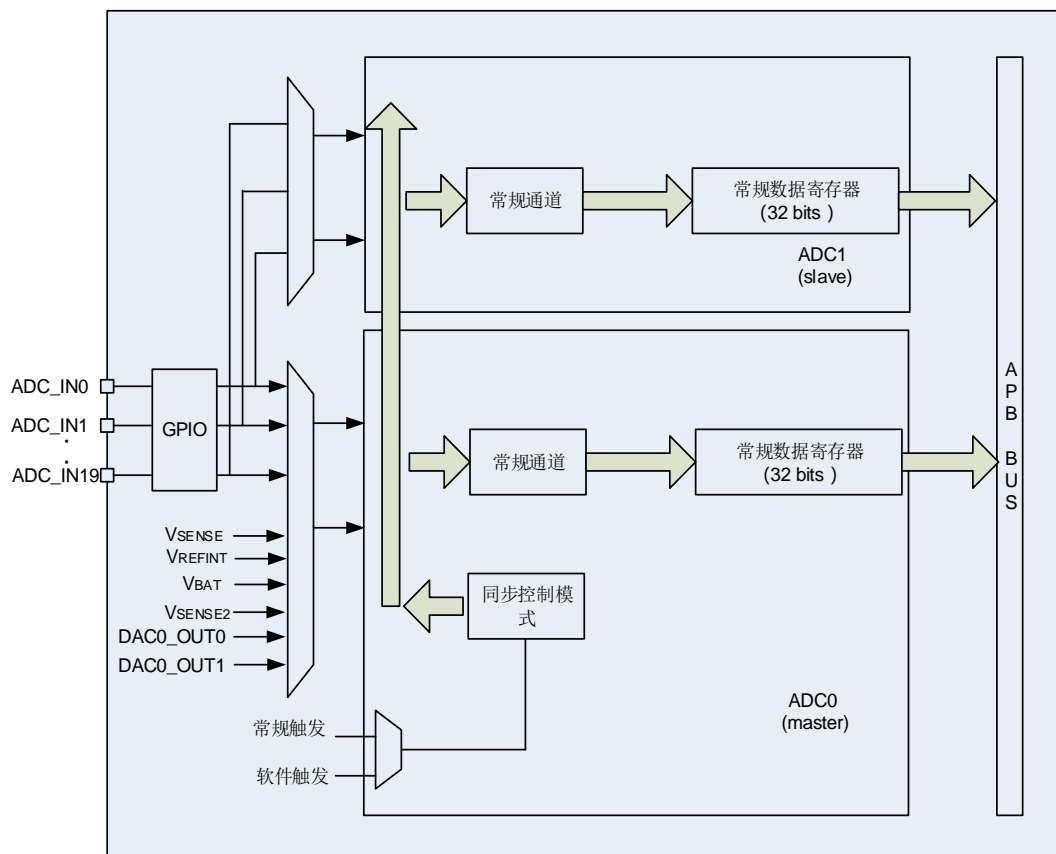 常规通道
常规数据寄存器
(32 bits )
ADC1
(slave)
ADC_IN0
ADC_IN1
ADC_IN19
GPIO
常规通道
常规数据寄存器
(32 bits )
A
P
B
B
U
S
VSENSE
VREFINT
VBAT
VSENSE2
DAC0_OUT0
DAC0_OUT1
同步控制模
式
常规触发
软件触发
ADC0
(master)